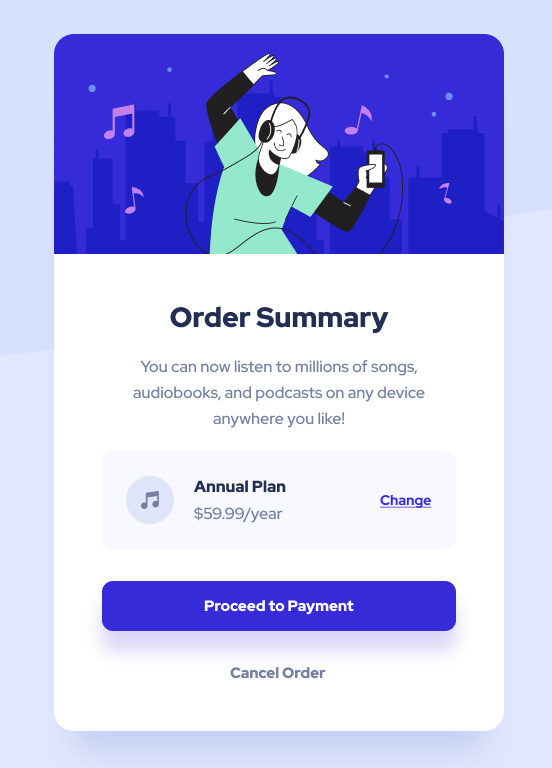 Order Summary
You can now listen to millions of songs,
audiobooks, and podcasts on any device
anywhere you like!
Annual Plan
$59.99/year
Change
Proceed to Payment
Cancel Order